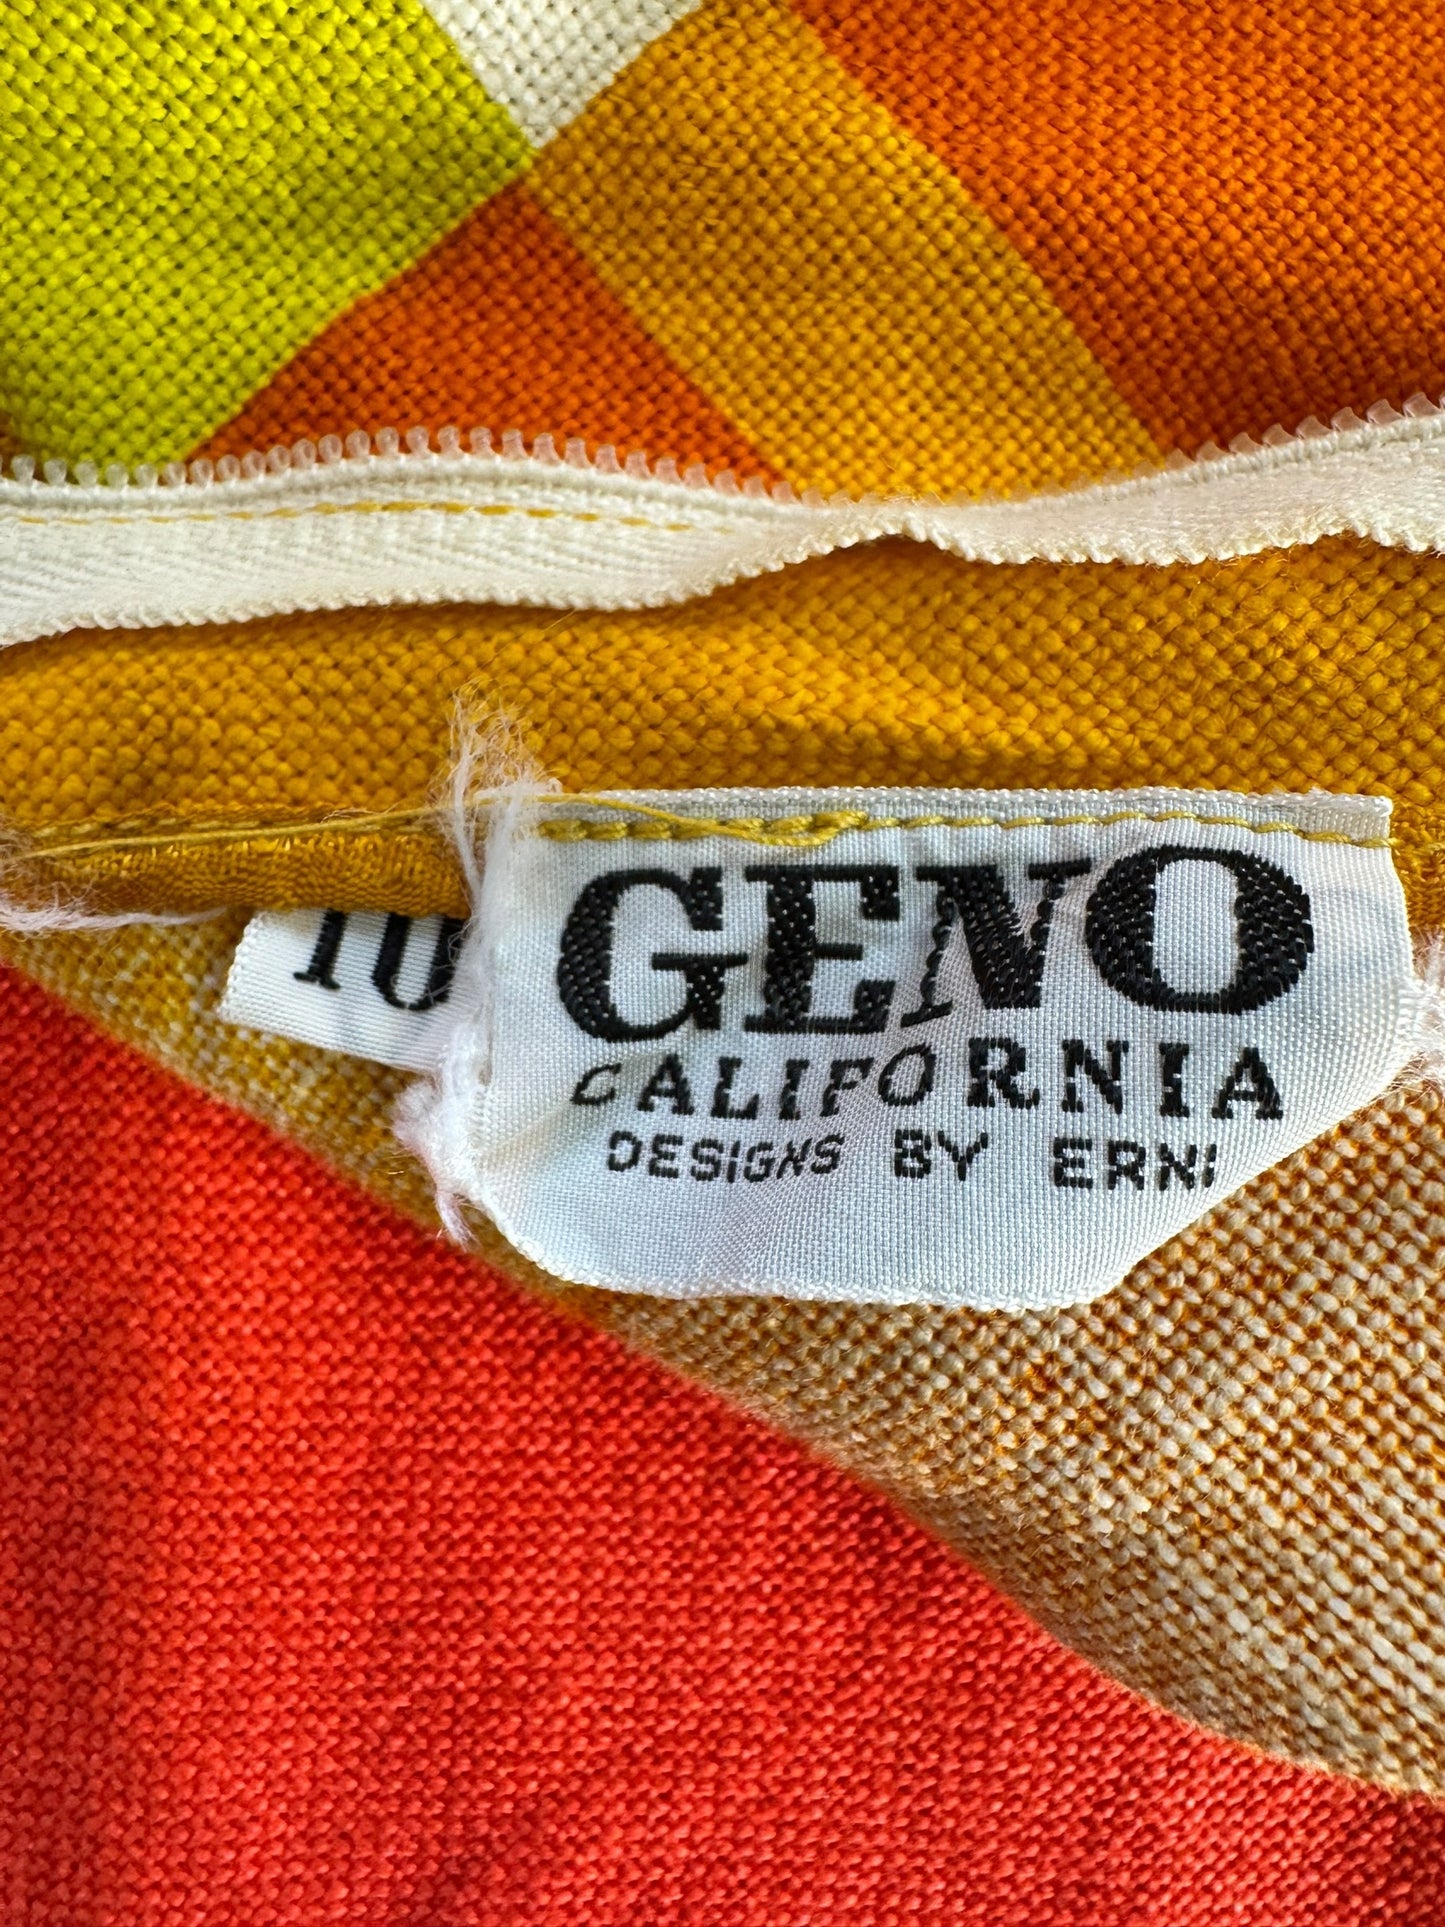 10
GENO
CALIFORNIA
DESIGNS BY ERNI